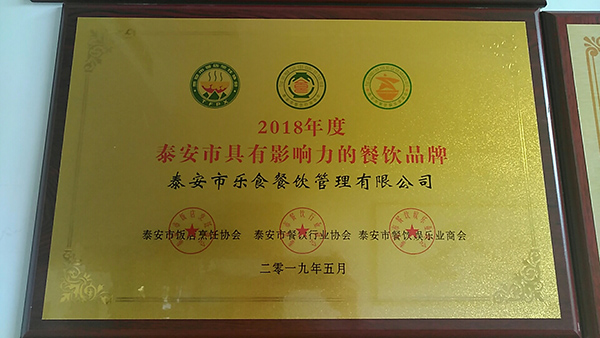 2018年度
泰安市具有影响力的餐饮品牌
泰安市乐食餐饮管理有限公司
泰安市饭店烹饪协会 泰安市餐饮行业协会 泰安市餐饮娱乐业商会
二零一九年五月